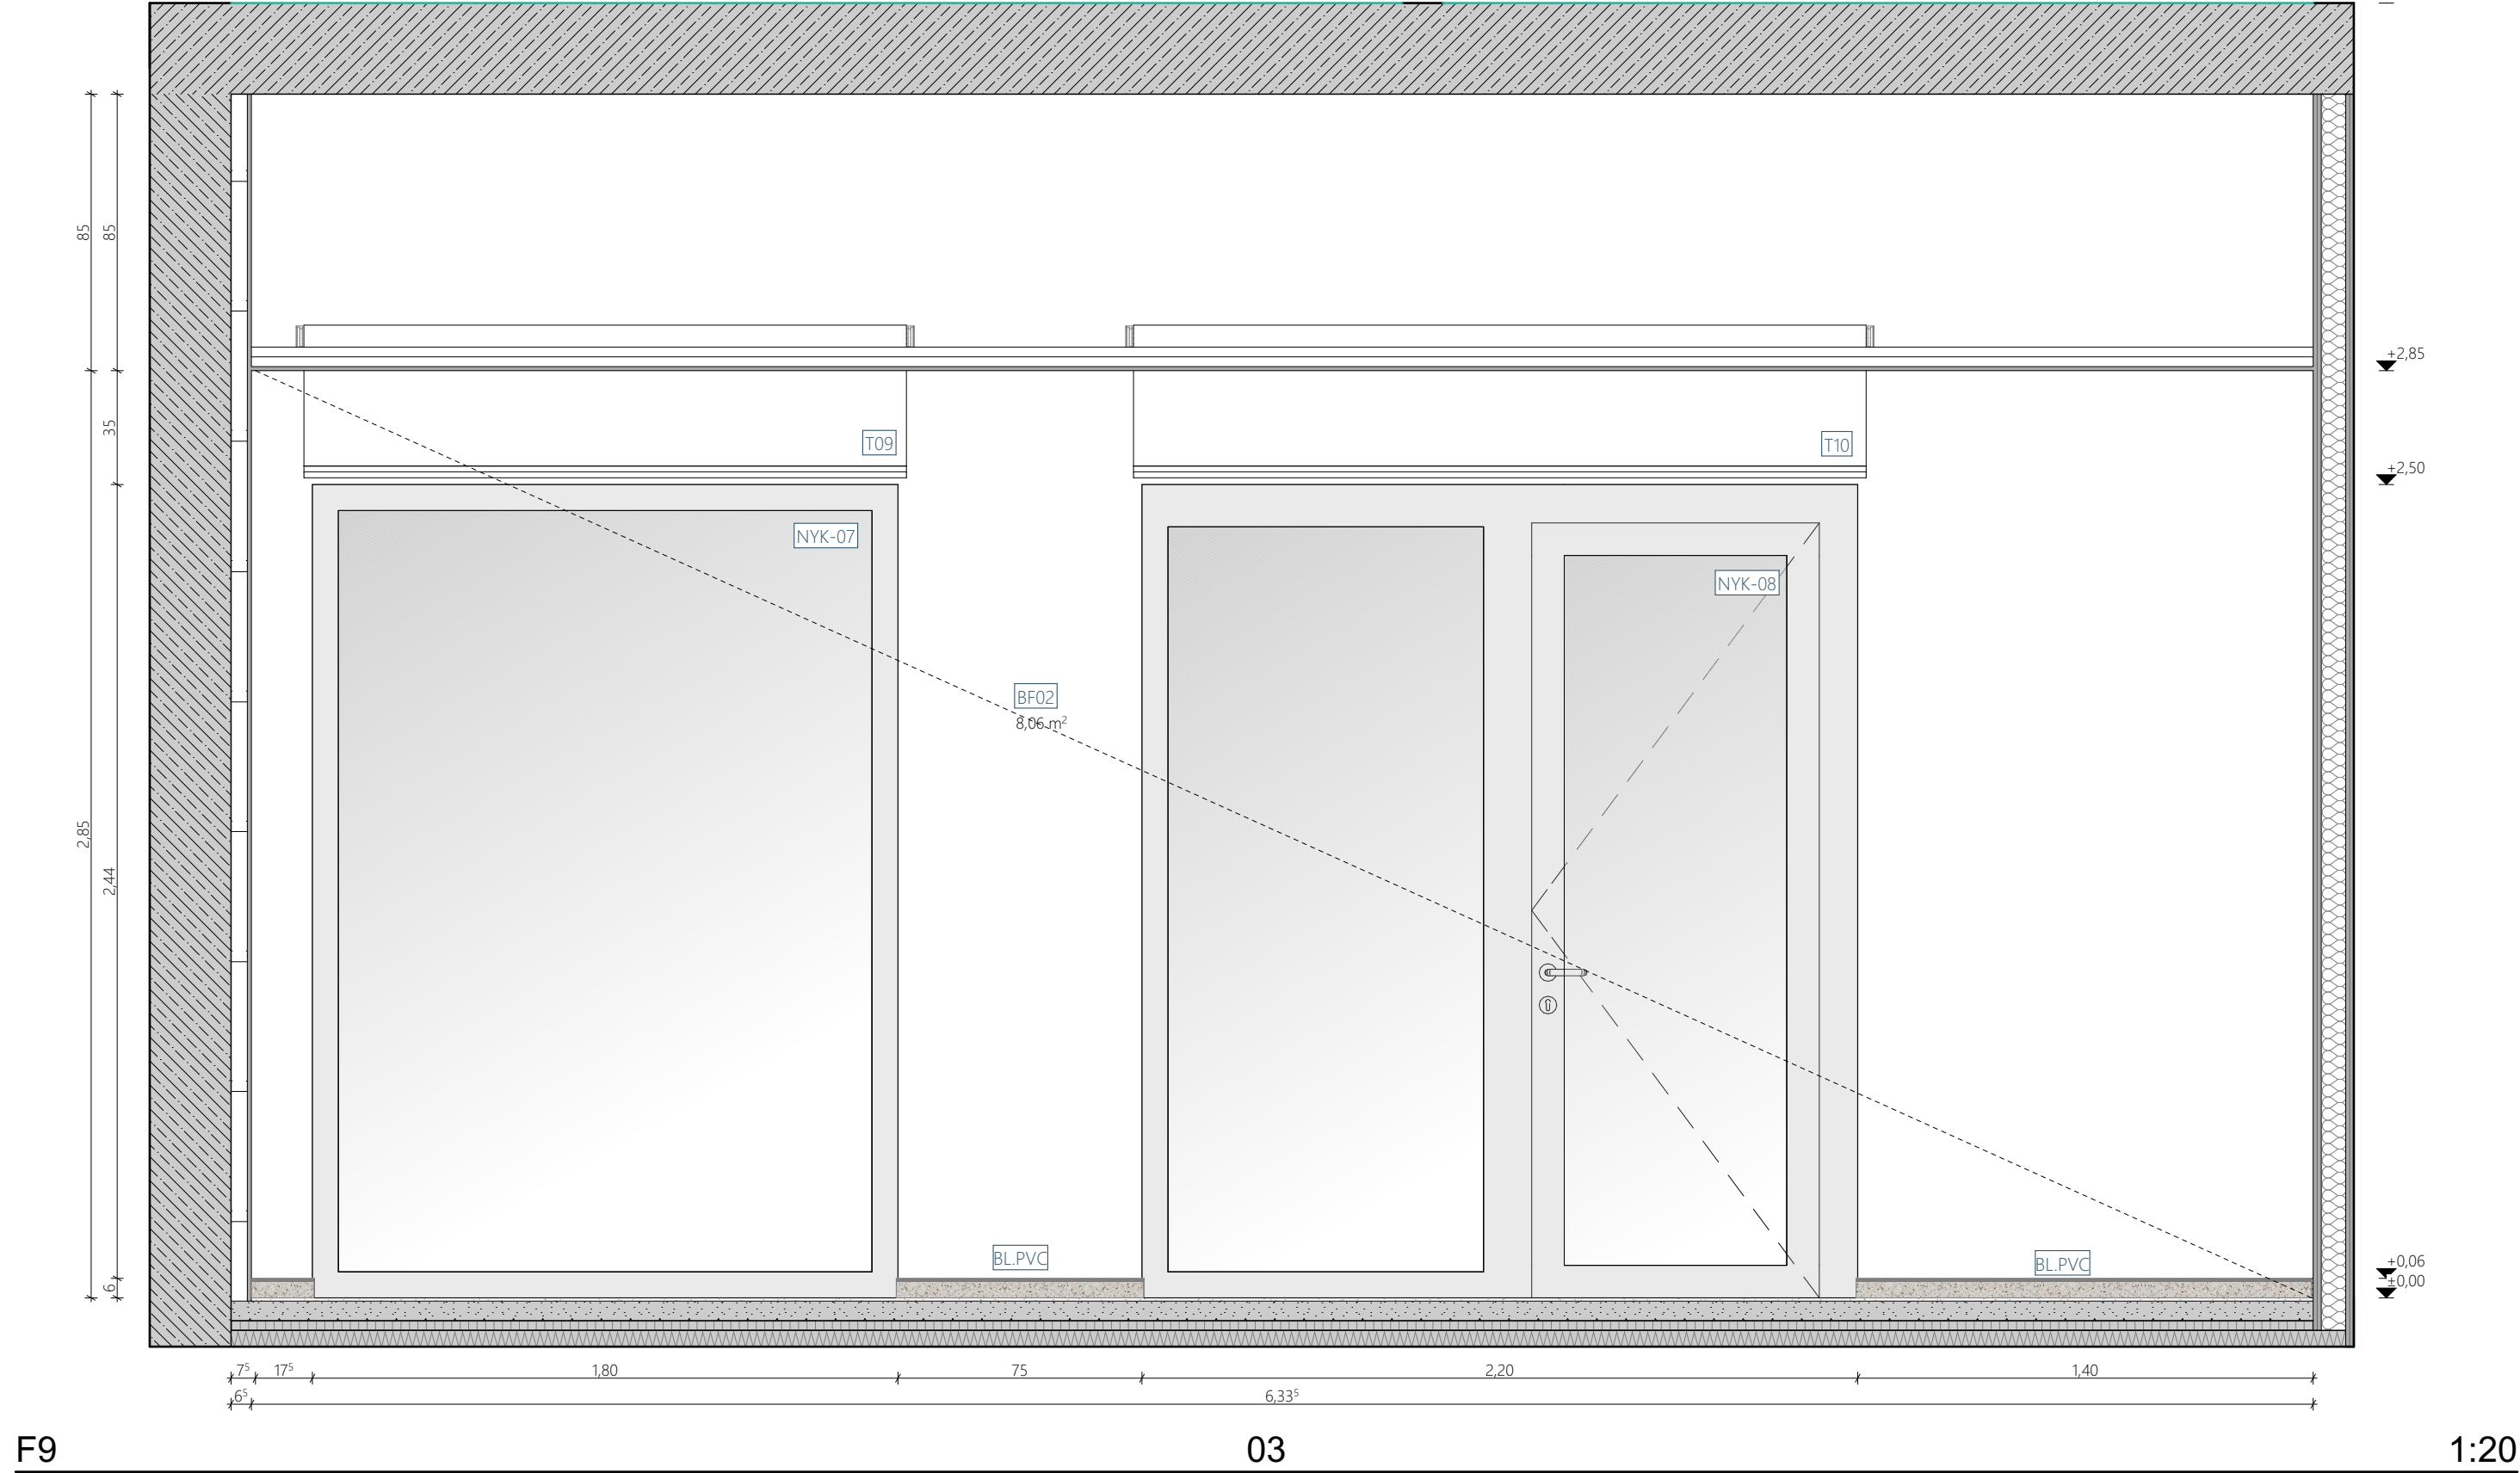 85
85
+2,85
35
T09
T10
+2,50
NYK-07
NYK-08
BF02
8,06 m²
2,85
2,44
BL.PVC
BL.PVC
+0,06
±0,00
6
7⁵
17⁵
1,80
75
2,20
1,40
6⁵
6,33⁵
F9
03
1:20